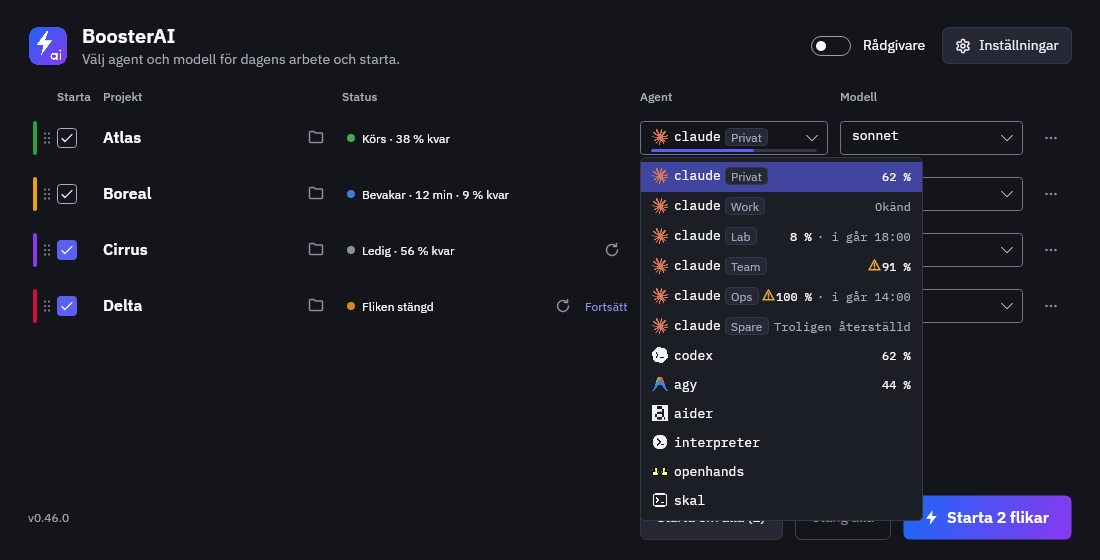 BoosterAI
Välj agent och modell för dagens arbete och starta.
Rådgivare
Inställningar
Starta Projekt Status Agent Modell
Atlas Körs · 38 % kvar claude Privat sonnet
Boreal Bevakar · 12 min · 9 % kvar
Cirrus Ledig · 56 % kvar
Delta Fliken stängd Fortsätt
claude Privat 62 %
claude Work Okänd
claude Lab 8 % · i går 18:00
claude Team 91 %
claude Ops 100 % · i går 14:00
claude Spare Troligen återställd
codex 62 %
agy 44 %
aider
interpreter
openhands
skal
v0.46.0
Starta 2 flikar